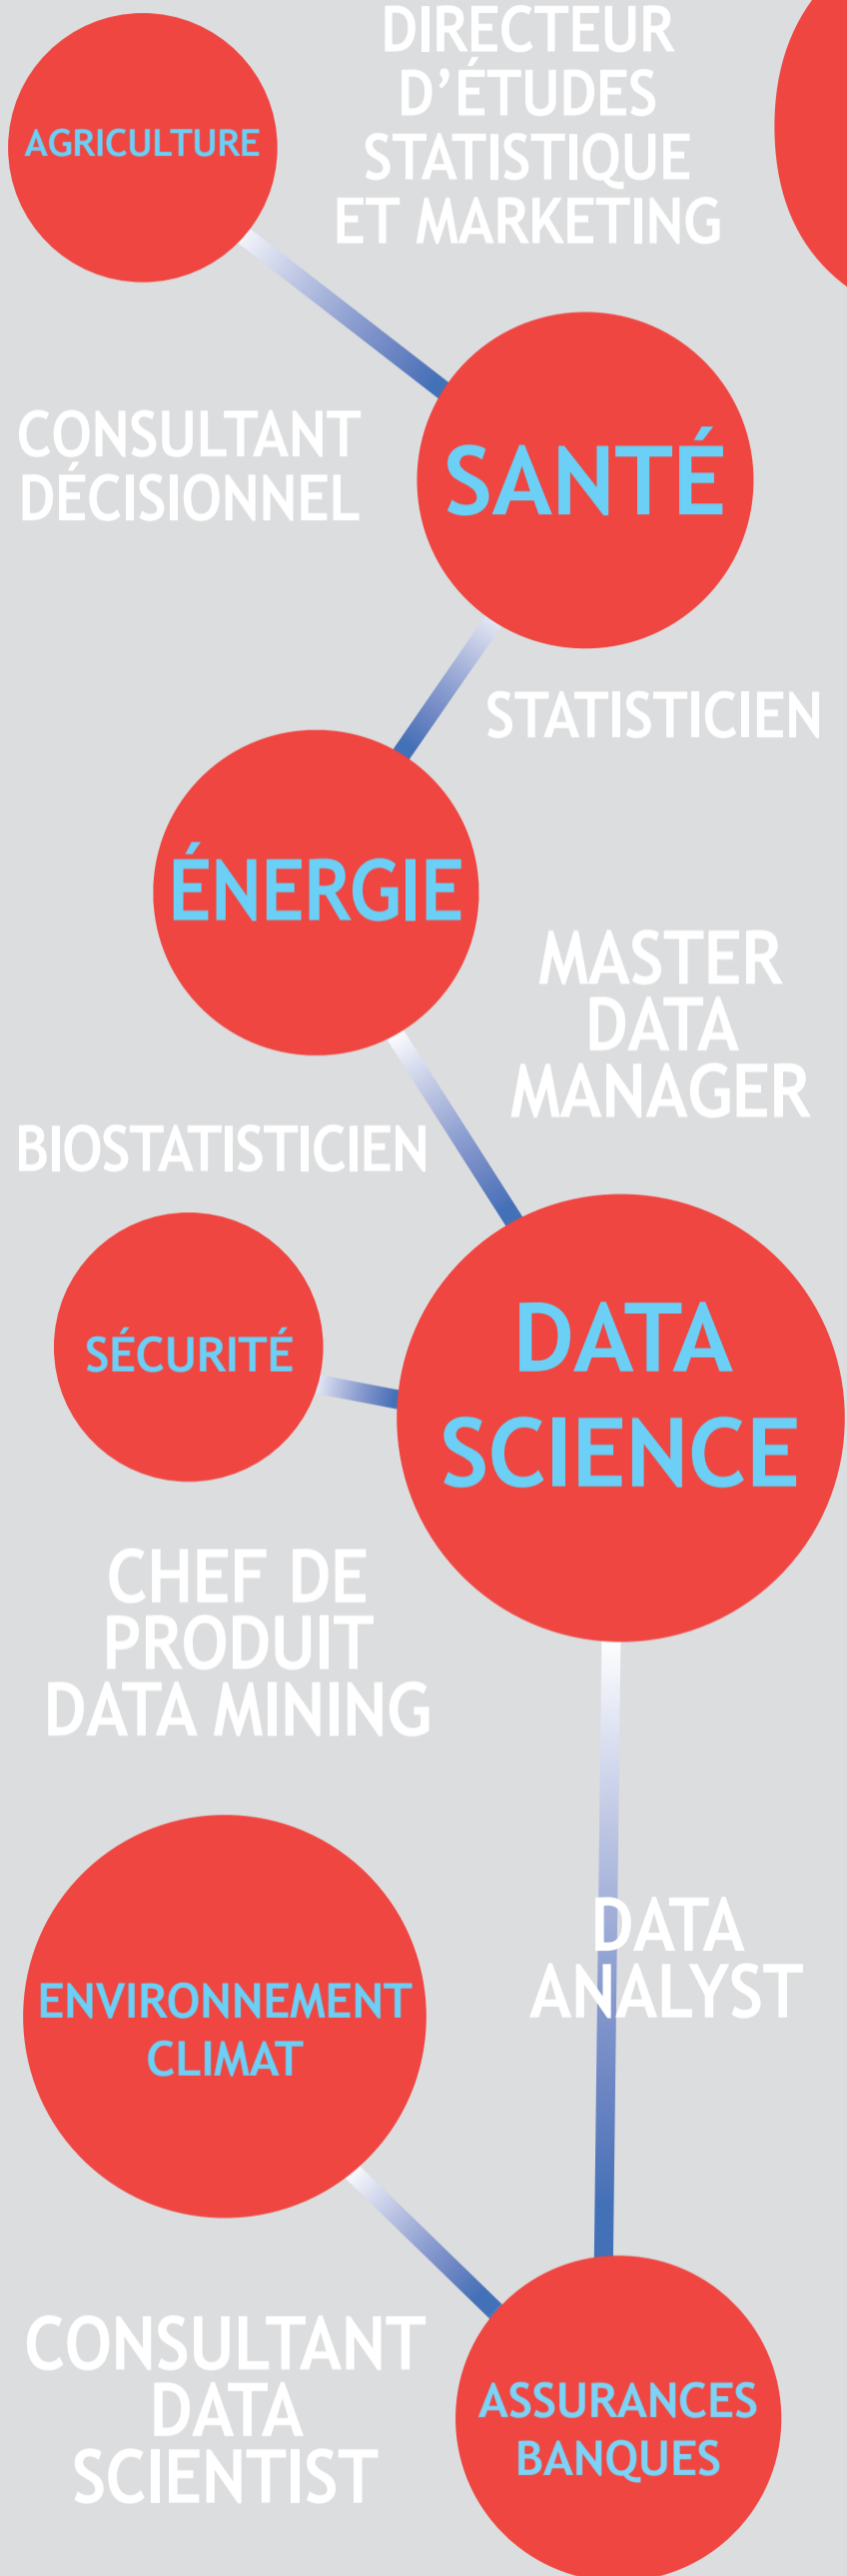 DIRECTEUR
D'ÉTUDES
STATISTIQUE
ET MARKETING
AGRICULTURE
CONSULTANT
DÉCISIONNEL
SANTÉ
STATISTICIEN
ÉNERGIE
MASTER
DATA
MANAGER
BIOSTATISTICIEN
SÉCURITÉ
DATA
SCIENCE
CHEF DE
PRODUIT
DATA MINING
DATA
ANALYST
ENVIRONNEMENT
CLIMAT
CONSULTANT
DATA
SCIENTIST
ASSURANCES
BANQUES